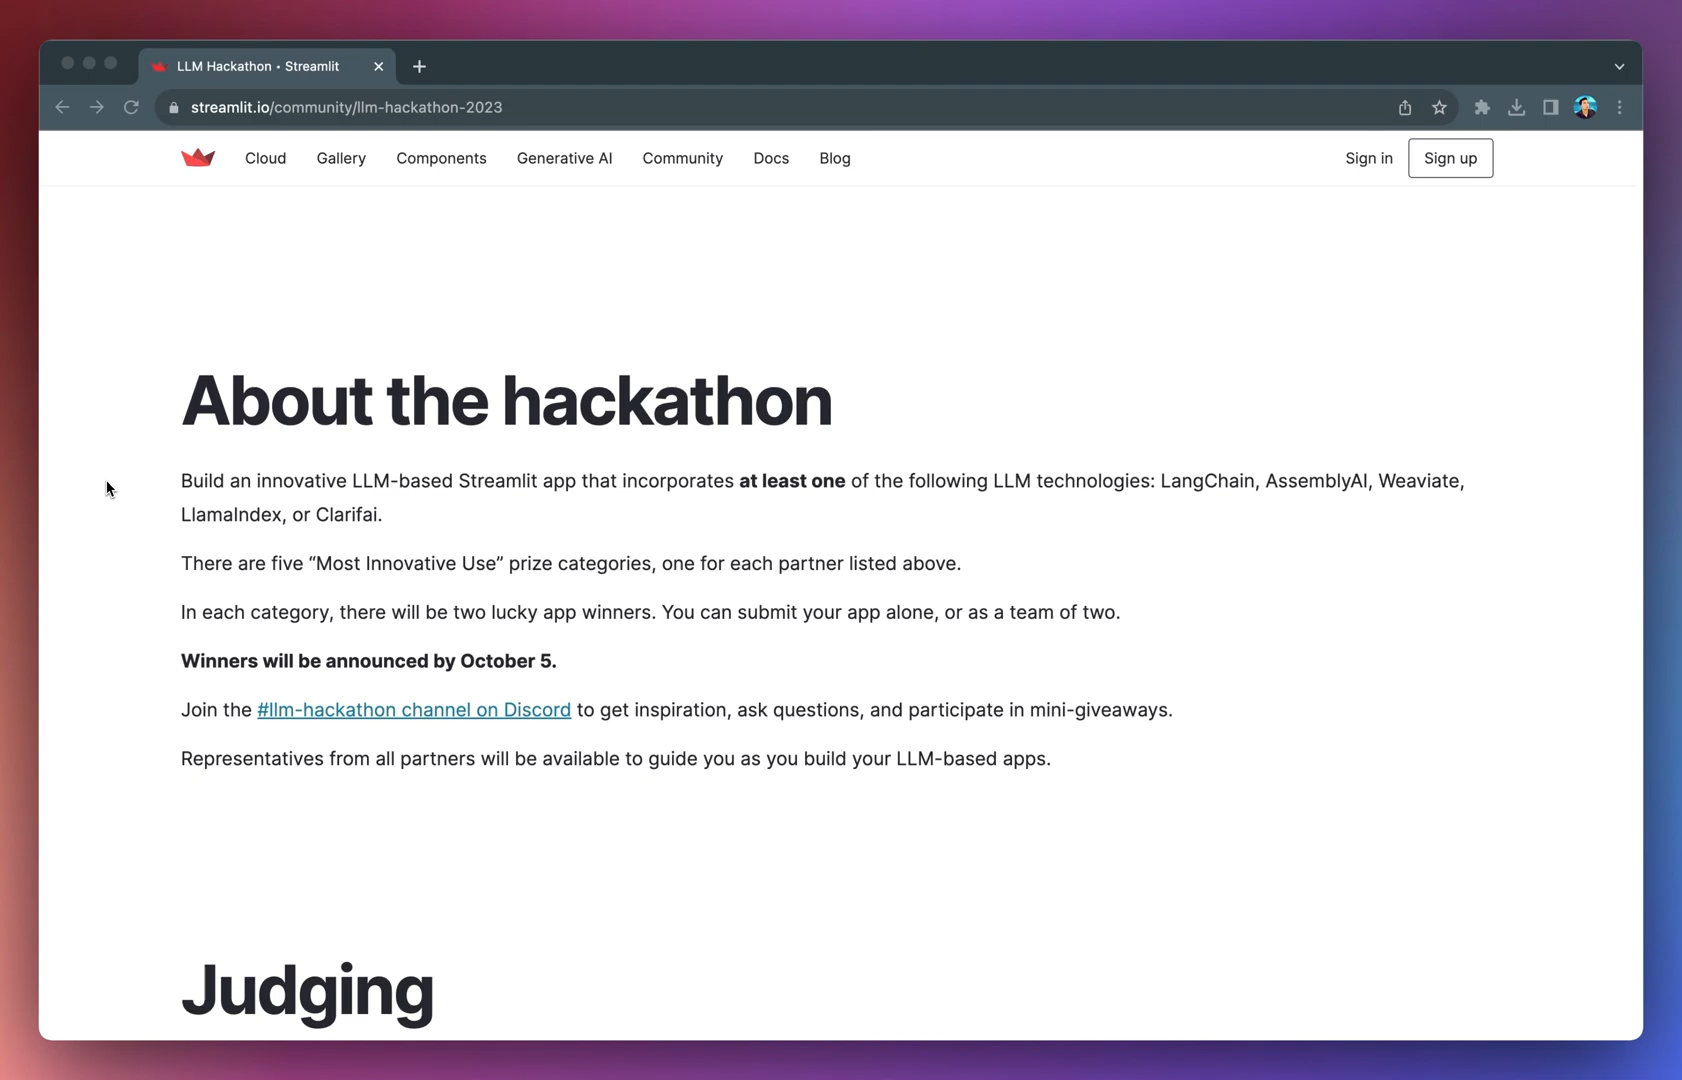 LLM Hackathon • Streamlit
streamlit.io/community/llm-hackathon-2023
Cloud Gallery Components Generative AI Community Docs Blog Sign in Sign up
About the hackathon
Build an innovative LLM-based Streamlit app that incorporates at least one of the following LLM technologies: LangChain, AssemblyAI, Weaviate,
LlamaIndex, or Clarifai.
There are five “Most Innovative Use” prize categories, one for each partner listed above.
In each category, there will be two lucky app winners. You can submit your app alone, or as a team of two.
Winners will be announced by October 5.
Join the #llm-hackathon channel on Discord to get inspiration, ask questions, and participate in mini-giveaways.
Representatives from all partners will be available to guide you as you build your LLM-based apps.
Judging